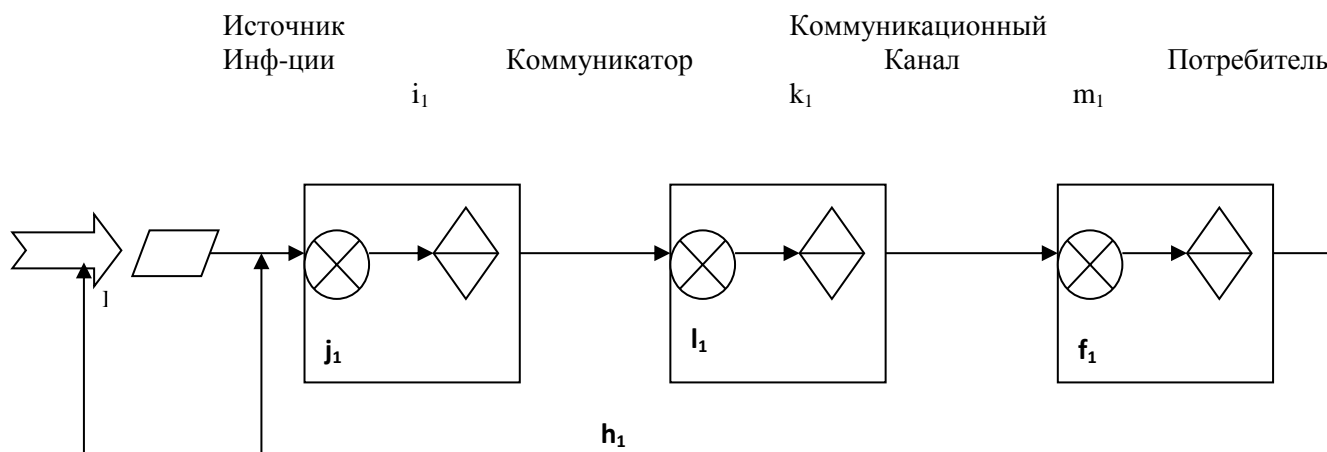 Источник
Инф-ции
Коммуникатор
Коммуникационный
Канал
Потребитель
i₁
k₁
m₁
j₁
l₁
f₁
h₁